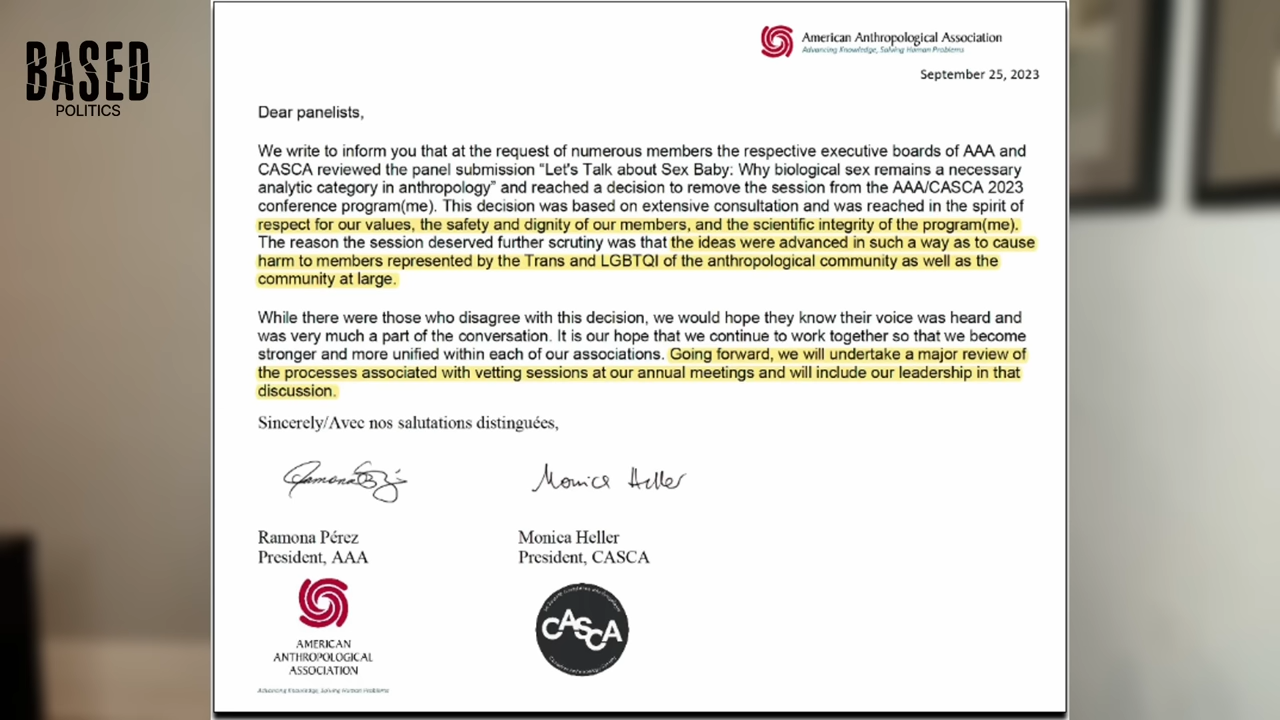 BASED
POLITICS
American Anthropological Association
Advancing Knowledge, Solving Human Problems
September 25, 2023
Dear panelists,
We write to inform you that at the request of numerous members the respective executive boards of AAA and
CASCA reviewed the panel submission “Let's Talk about Sex Baby: Why biological sex remains a necessary
analytic category in anthropology” and reached a decision to remove the session from the AAA/CASCA 2023
conference program(me). This decision was based on extensive consultation and was reached in the spirit of
respect for our values, the safety and dignity of our members, and the scientific integrity of the program(me).
The reason the session deserved further scrutiny was that the ideas were advanced in such a way as to cause
harm to members represented by the Trans and LGBTQI of the anthropological community as well as the
community at large.
While there were those who disagree with this decision, we would hope they know their voice was heard and
was very much a part of the conversation. It is our hope that we continue to work together so that we become
stronger and more unified within each of our associations. Going forward, we will undertake a major review of
the processes associated with vetting sessions at our annual meetings and will include our leadership in that
discussion.
Sincerely/Avec nos salutations distinguées,
Monica Heller
Ramona Pérez
President, AAA
Monica Heller
President, CASCA
AMERICAN
ANTHROPOLOGICAL
ASSOCIATION
Advancing Knowledge, Solving Human Problems
CASCA